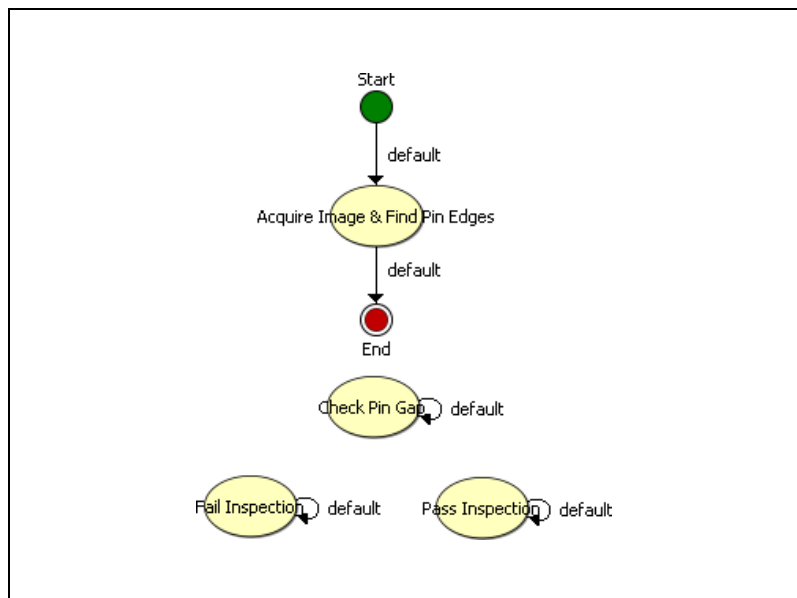 Start
default
Acquire Image & Find Pin Edges
default
End
Check Pin Gap
default
Fail Inspection
default
Pass Inspection
default